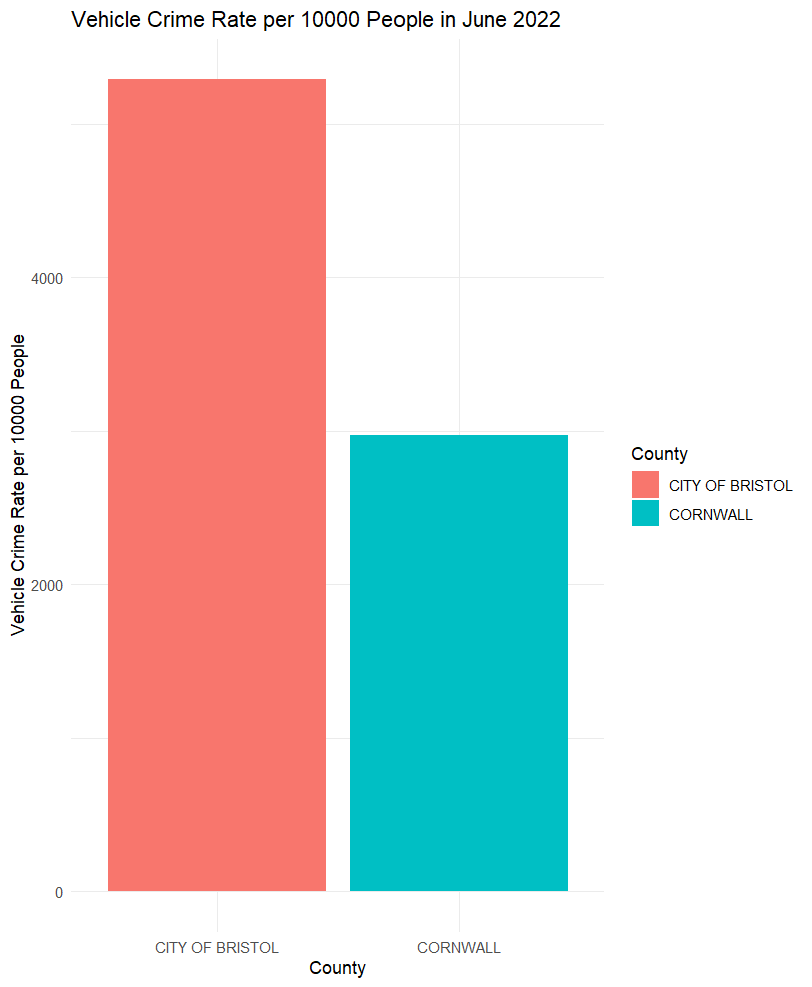 Vehicle Crime Rate per 10000 People in June 2022
Vehicle Crime Rate per 10000 People
4000
2000
0
CITY OF BRISTOL
CORNWALL
County
County
CITY OF BRISTOL
CORNWALL